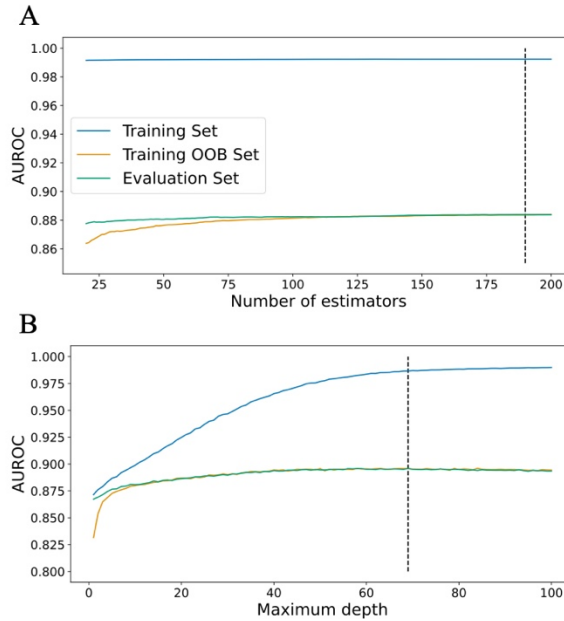 A
1.00
0.98
0.96
0.94
0.92
0.90
0.88
0.86
AUROC
Training Set
Training OOB Set
Evaluation Set
25 50 75 100 125 150 175 200
Number of estimators
B
1.000
0.975
0.950
0.925
0.900
0.875
0.850
0.825
0.800
AUROC
0 20 40 60 80 100
Maximum depth